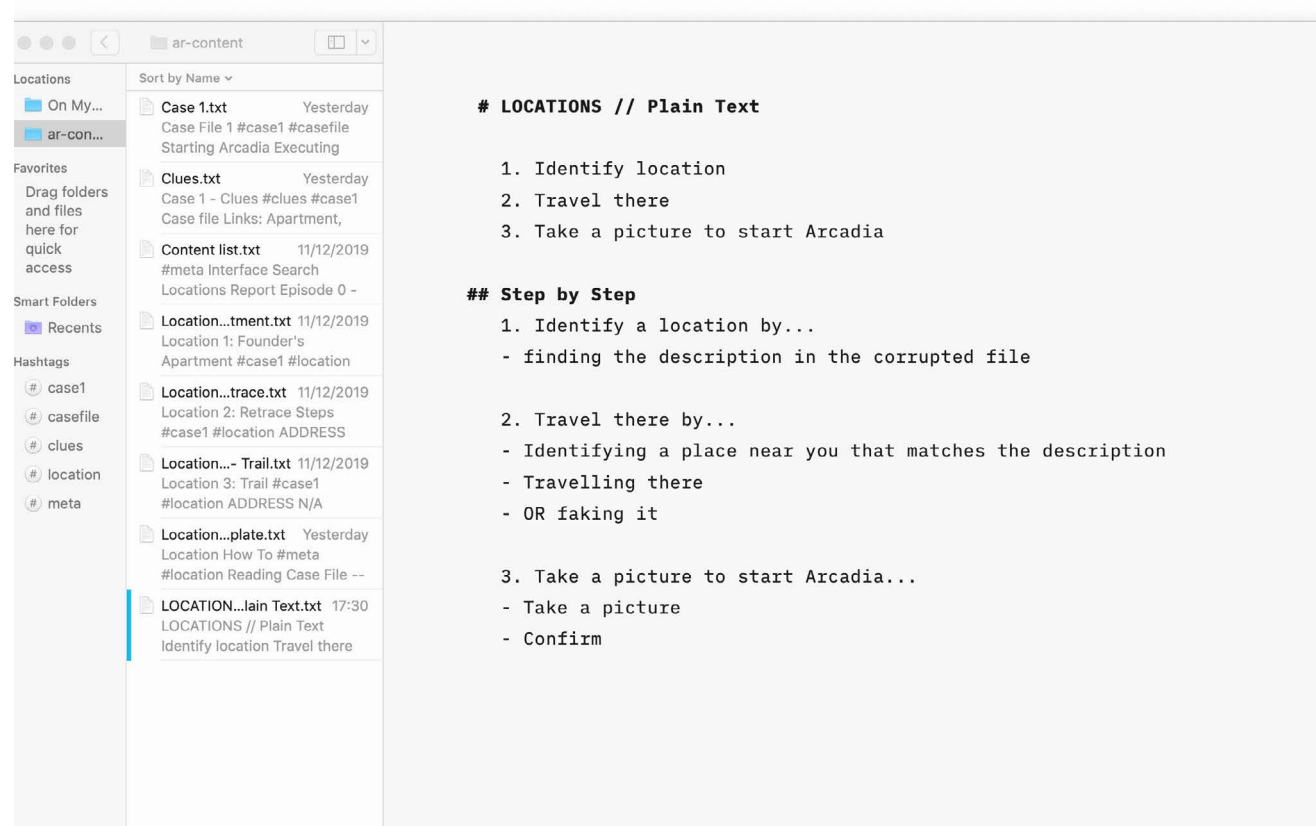 ar-content
Locations
On My...
ar-con...
Favorites
Drag folders
and files
here for
quick
access
Smart Folders
Recents
Hashtags
# case1
# casefile
# clues
# location
# meta
Sort by Name
Case 1.txt Yesterday
Case File 1 #case1 #casefile
Starting Arcadia Executing
Clues.txt Yesterday
Case 1 - Clues #clues #case1
Case file Links: Apartment,
Content list.txt 11/12/2019
#meta Interface Search
Locations Report Episode 0 -
Location...tment.txt 11/12/2019
Location 1: Founder's
Apartment #case1 #location
Location...trace.txt 11/12/2019
Location 2: Retrace Steps
#case1 #location ADDRESS
Location...- Trail.txt 11/12/2019
Location 3: Trail #case1
#location ADDRESS N/A
Location...plate.txt Yesterday
Location How To #meta
#location Reading Case File --
LOCATION...lain Text.txt 17:30
LOCATIONS // Plain Text
Identify location Travel there
# LOCATIONS // Plain Text
1. Identify location
2. Travel there
3. Take a picture to start Arcadia
## Step by Step
1. Identify a location by...
- finding the description in the corrupted file
2. Travel there by...
- Identifying a place near you that matches the description
- Travelling there
- OR faking it
3. Take a picture to start Arcadia...
- Take a picture
- Confirm